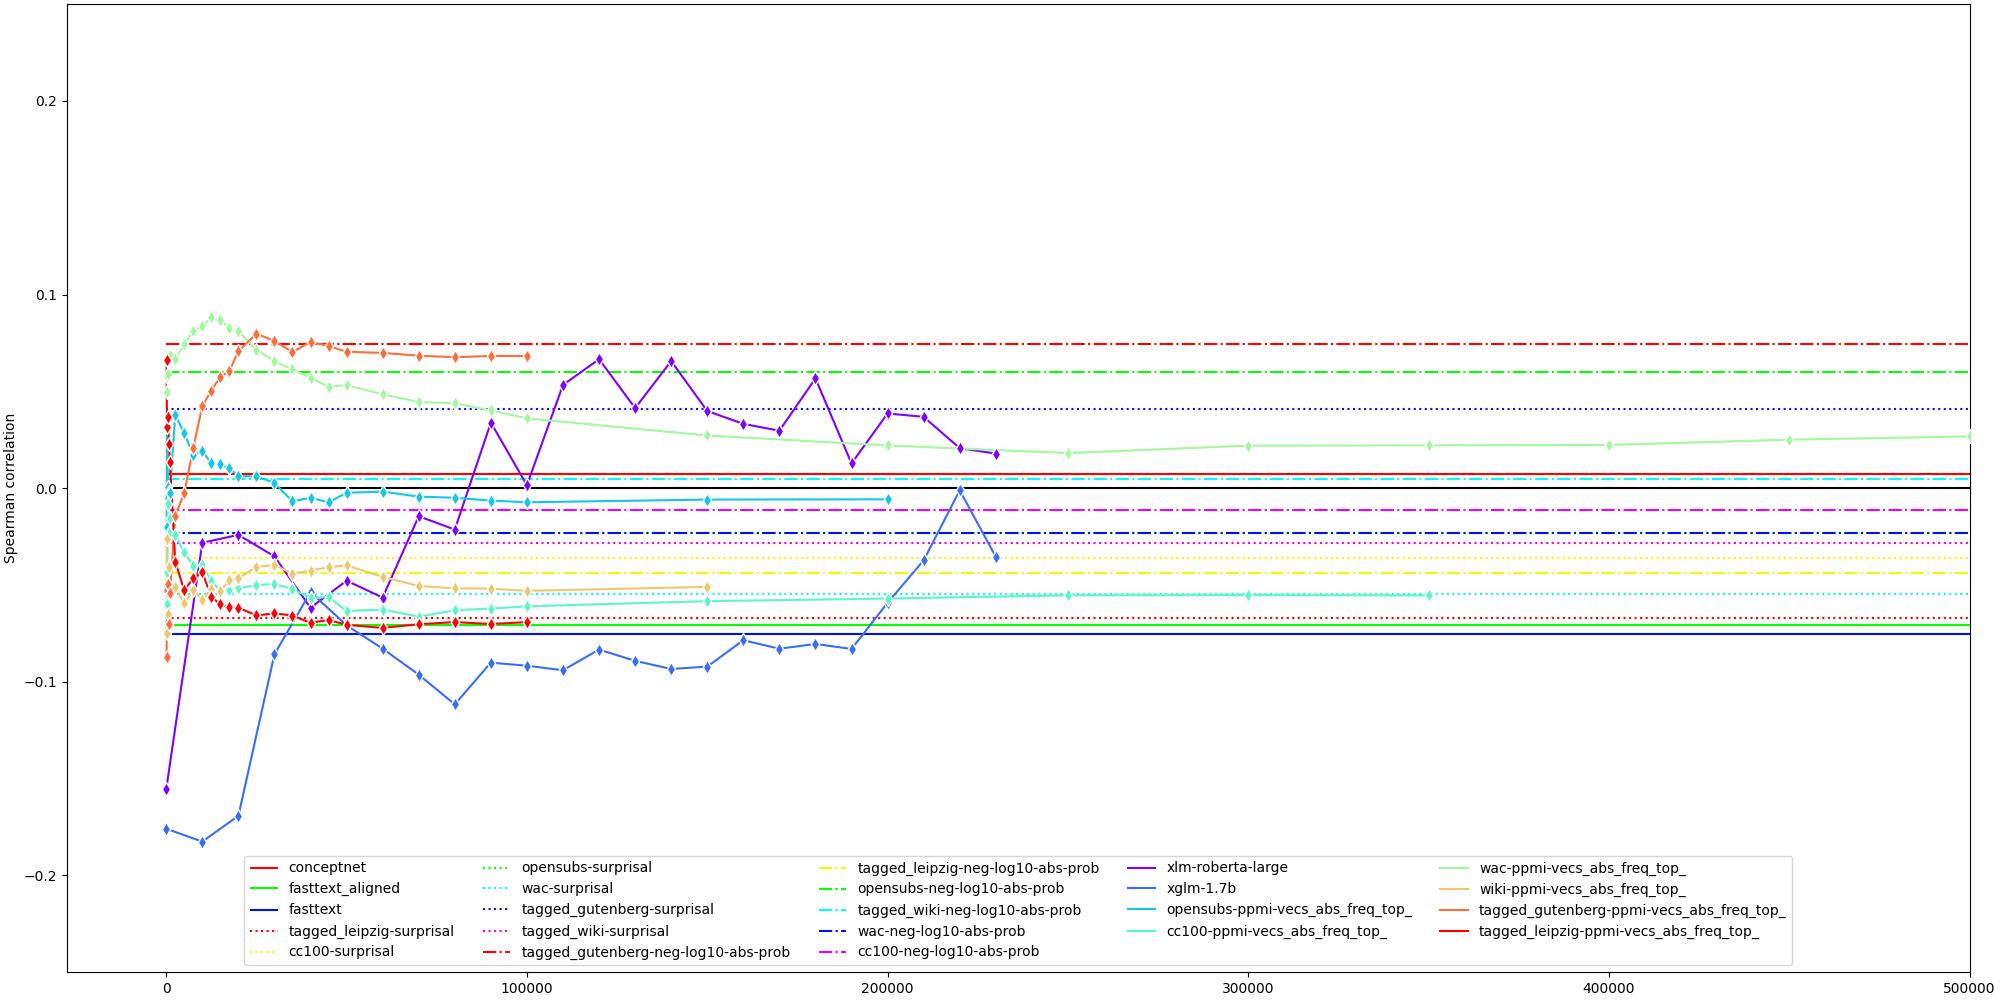 0.2
0.1
0.0
−0.1
−0.2
Spearman correlation
conceptnet
fasttext_aligned
fasttext
tagged_leipzig-surprisal
cc100-surprisal
opensubs-surprisal
wac-surprisal
tagged_gutenberg-surprisal
tagged_wiki-surprisal
tagged_gutenberg-neg-log10-abs-prob
tagged_leipzig-neg-log10-abs-prob
opensubs-neg-log10-abs-prob
tagged_wiki-neg-log10-abs-prob
wac-neg-log10-abs-prob
cc100-neg-log10-abs-prob
xlm-roberta-large
xglm-1.7b
opensubs-ppmi-vecs_abs_freq_top_
cc100-ppmi-vecs_abs_freq_top_
wac-ppmi-vecs_abs_freq_top_
wiki-ppmi-vecs_abs_freq_top_
tagged_gutenberg-ppmi-vecs_abs_freq_top_
tagged_leipzig-ppmi-vecs_abs_freq_top_
0 100000 200000 300000 400000 500000